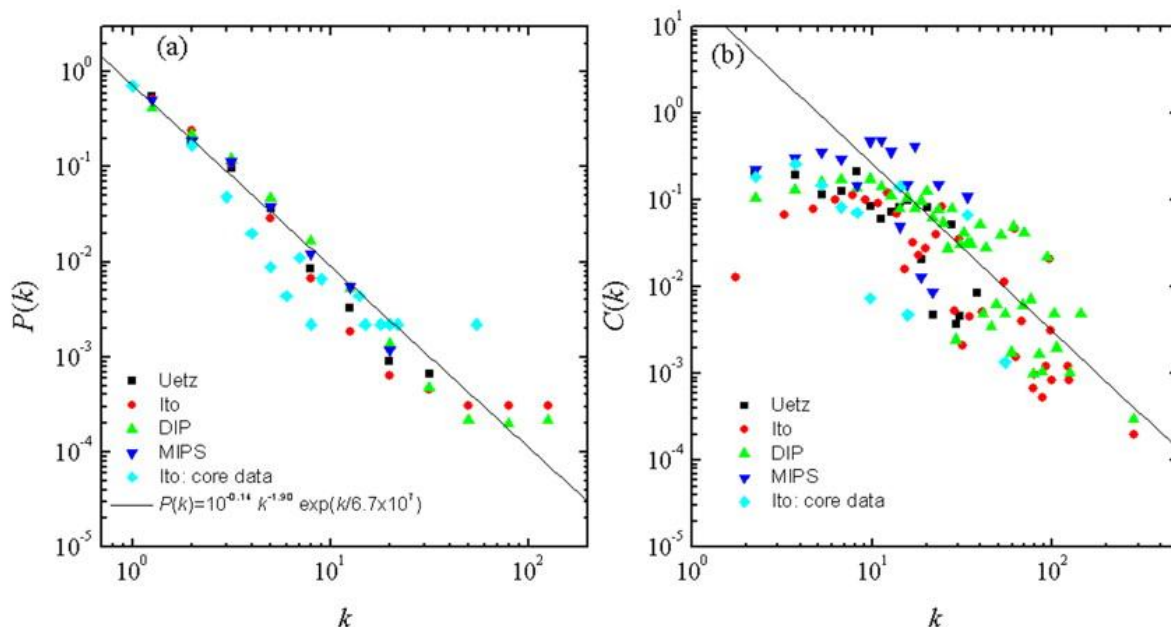 (a)
10^0
10^-1
10^-2
10^-3
10^-4
10^-5
P(k)
Uetz
Ito
DIP
MIPS
Ito: core data
P(k)=10^-0.14 k^-1.90 exp(k/6.7x10^7)
10^0 10^1 10^2
k
(b)
10^1
10^0
10^-1
10^-2
10^-3
10^-4
10^-5
C(k)
Uetz
Ito
DIP
MIPS
Ito: core data
10^0 10^1 10^2
k